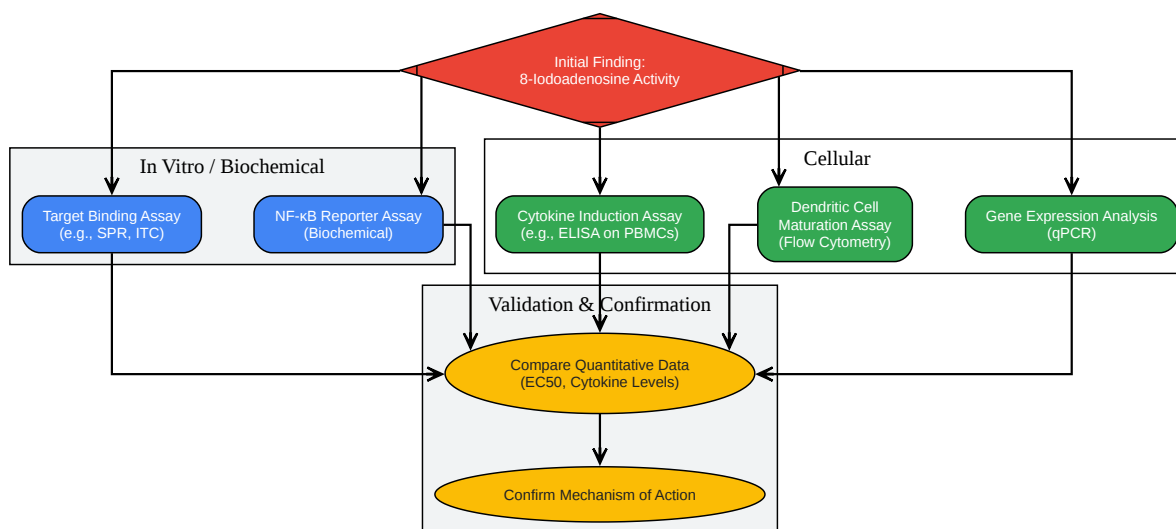 Initial Finding:
8-Iodoadenosine Activity
In Vitro / Biochemical
Cellular
Target Binding Assay
(e.g., SPR, ITC)
NF-κB Reporter Assay
(Biochemical)
Cytokine Induction Assay
(e.g., ELISA on PBMCs)
Dendritic Cell
Maturation Assay
(Flow Cytometry)
Gene Expression Analysis
(qPCR)
Validation & Confirmation
Compare Quantitative Data
(EC50, Cytokine Levels)
Confirm Mechanism of Action